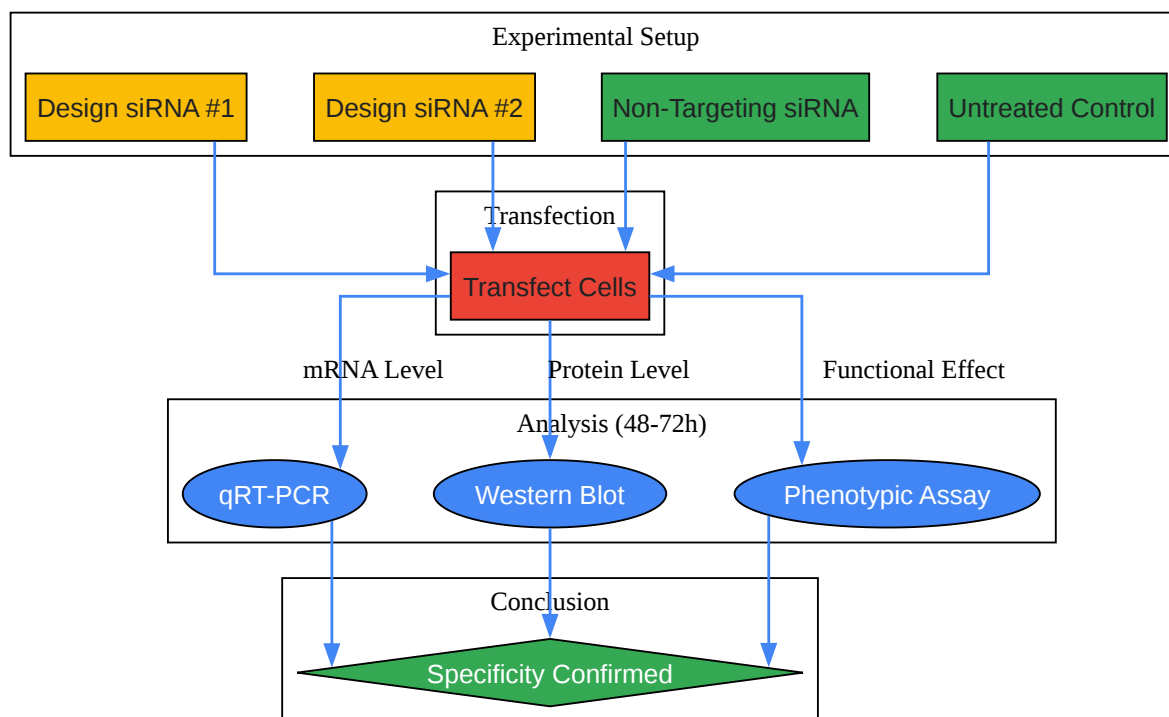 Experimental Setup
Design siRNA #1
Design siRNA #2
Non-Targeting siRNA
Untreated Control
Transfection
Transfect Cells
mRNA Level
Protein Level
Functional Effect
Analysis (48-72h)
qRT-PCR
Western Blot
Phenotypic Assay
Conclusion
Specificity Confirmed